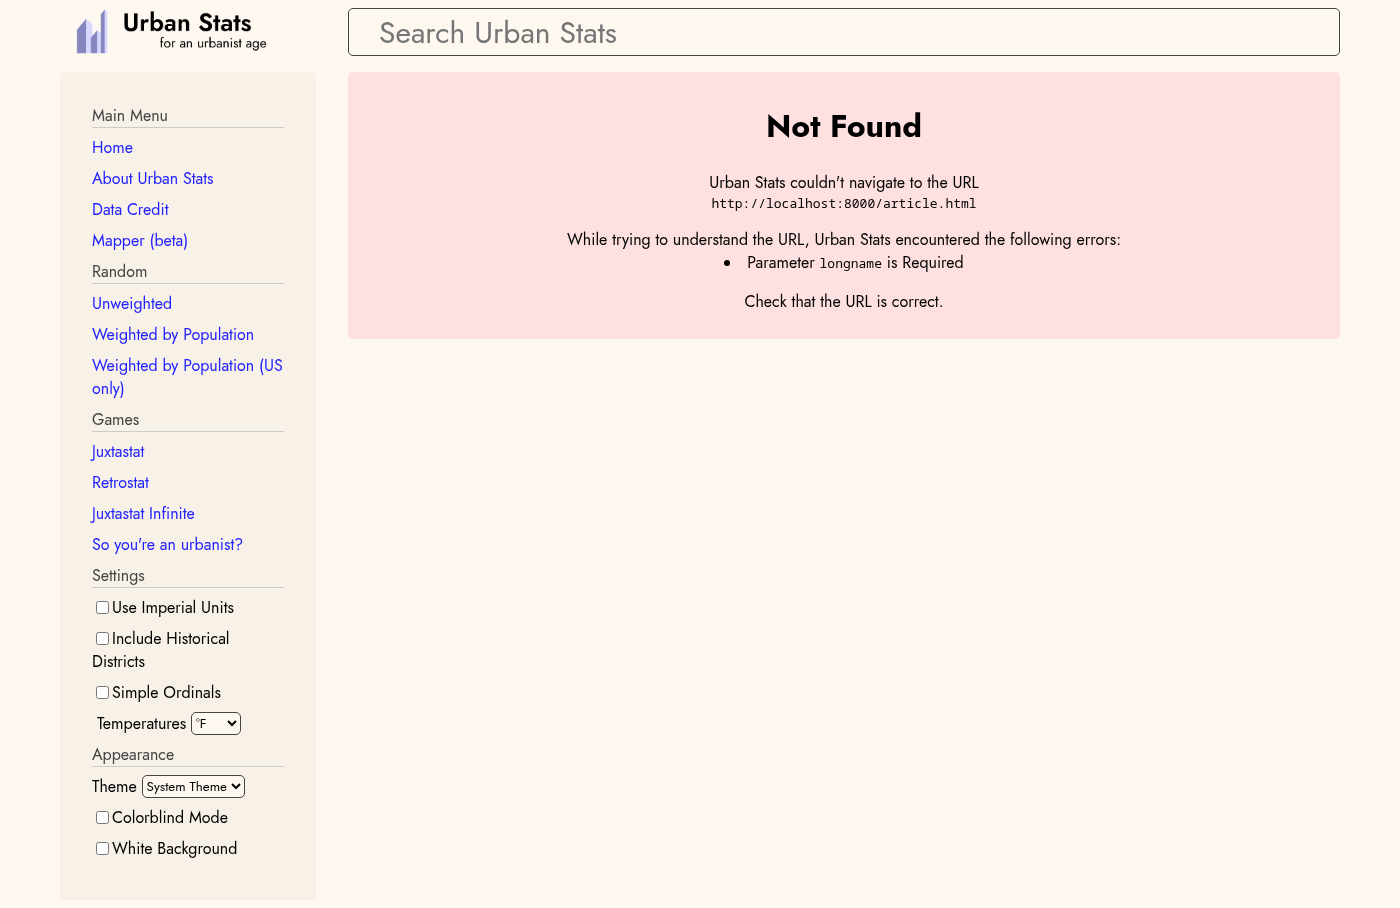 Urban Stats
for an urbanist age
Search Urban Stats
Main Menu
Home
About Urban Stats
Data Credit
Mapper (beta)
Random
Unweighted
Weighted by Population
Weighted by Population (US
only)
Games
Juxtastat
Retrostat
Juxtastat Infinite
So you're an urbanist?
Settings
Use Imperial Units
Include Historical
Districts
Simple Ordinals
Temperatures °F
Appearance
Theme System Theme
Colorblind Mode
White Background
Not Found
Urban Stats couldn't navigate to the URL
http://localhost:8000/article.html
While trying to understand the URL, Urban Stats encountered the following errors:
• Parameter longname is Required
Check that the URL is correct.